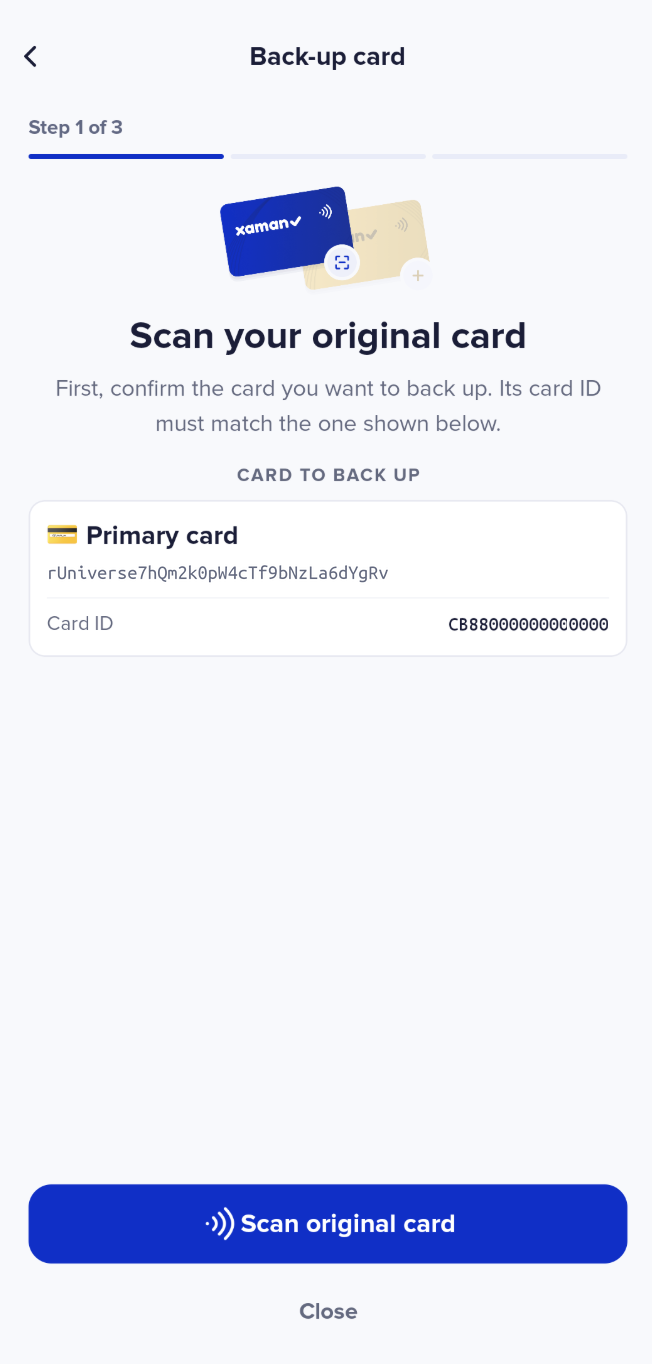 Back-up card
Step 1 of 3
xaman
Scan your original card
First, confirm the card you want to back up. Its card ID
must match the one shown below.
CARD TO BACK UP
Primary card
rUniverse7hQm2k0pW4cTf9bNzLa6dYgRv
Card ID
CB88000000000000
Scan original card
Close